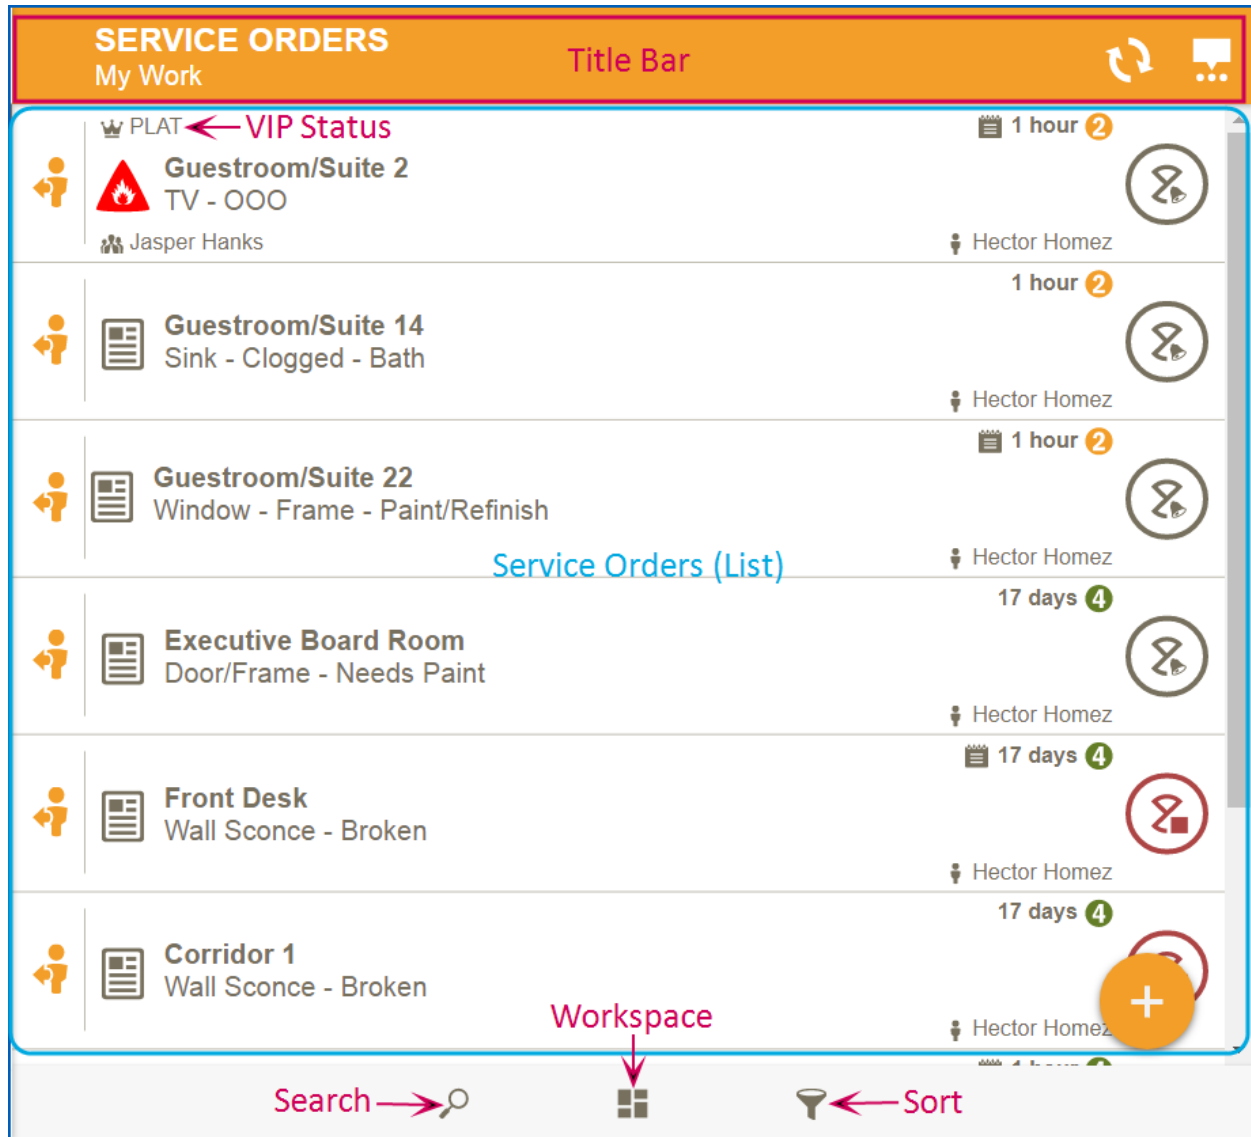 SERVICE ORDERS
My Work
Title Bar
PLAT
VIP Status
1 hour 2
Guestroom/Suite 2
TV - OOO
Jasper Hanks
Hector Homez
1 hour 2
Guestroom/Suite 14
Sink - Clogged - Bath
Hector Homez
1 hour 2
Guestroom/Suite 22
Window - Frame - Paint/Refinish
Hector Homez
Service Orders (List)
17 days 4
Executive Board Room
Door/Frame - Needs Paint
Hector Homez
17 days 4
Front Desk
Wall Sconce - Broken
Hector Homez
17 days 4
Corridor 1
Wall Sconce - Broken
Hector Homez
Workspace
1 hour 4
Search
Sort